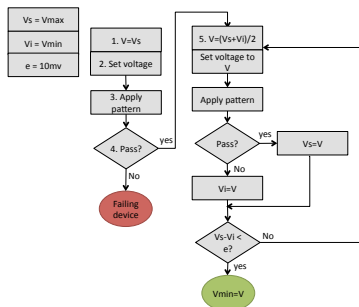 Vs = Vmax
Vi = Vmin
e = 10mv
1. V=Vs
2. Set voltage
3. Apply
pattern
4. Pass?
yes
No
Failing
device
5. V=(Vs+Vi)/2
Set voltage to
V
Apply pattern
Pass?
yes
Vs=V
No
Vi=V
Vs-Vi <
e?
No
yes
Vmin=V